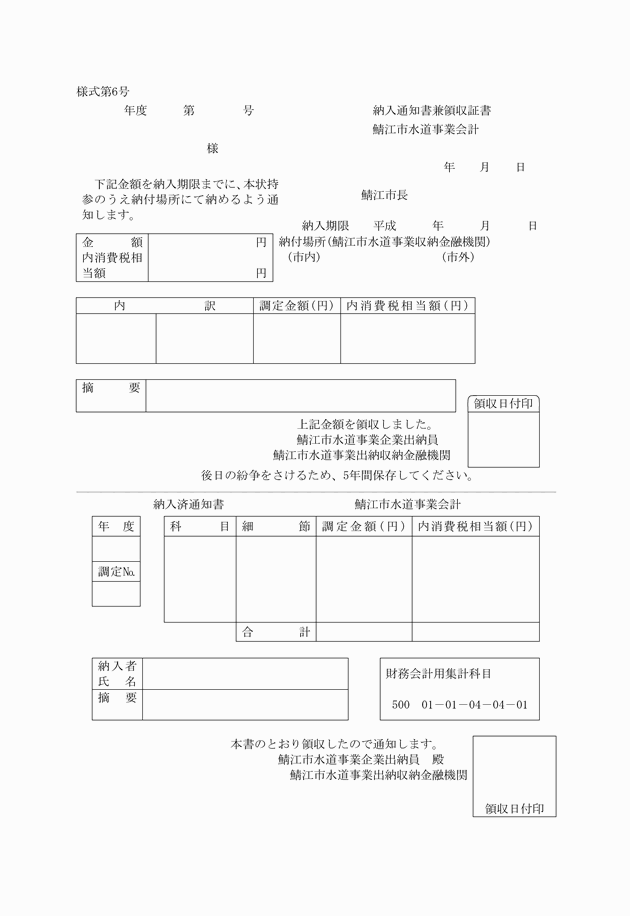 様式第6号
年度　第　号　納入通知書兼領収証書
鯖江市水道事業会計
様
年　月　日
下記金額を納入期限までに、本状持
参のうえ納付場所にて納めるよう通
知します。
鯖江市長
納入期限　平成　年　月　日
金額　円
内消費税相
当額　円
納付場所(鯖江市水道事業収納金融機関)
(市内)　(市外)
内訳　調定金額(円)　内消費税相当額(円)
摘要
領収日付印
上記金額を領収しました。
鯖江市水道事業企業出納員
鯖江市水道事業出納収納金融機関
後日の紛争をさけるため、5年間保存してください。
納入済通知書　鯖江市水道事業会計
年度
調定№
科目　細節　調定金額(円)　内消費税相当額(円)
合計
納入者
氏名
摘要
財務会計用集計科目
500　01－01－04－04－01
本書のとおり領収したので通知します。
鯖江市水道事業企業出納員　殿
鯖江市水道事業出納収納金融機関
領収日付印